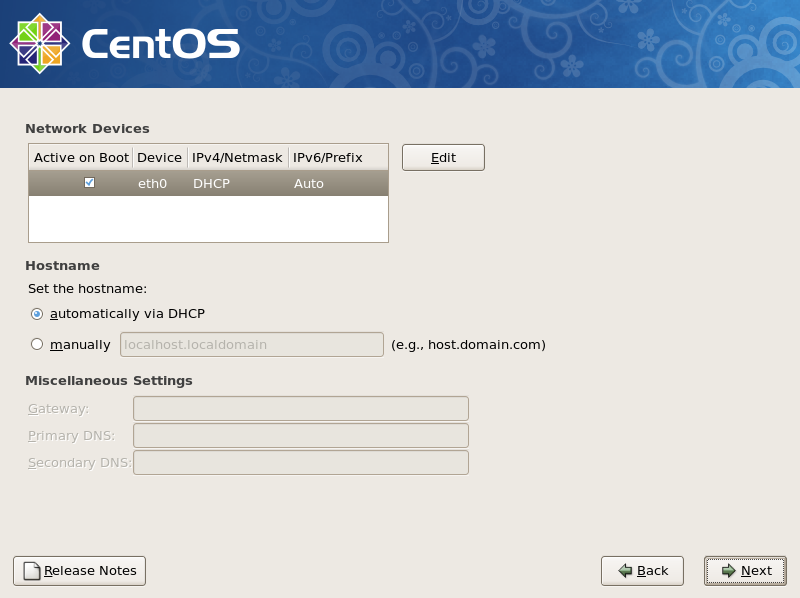 CentOS
Network Devices
Active on Boot Device IPv4/Netmask IPv6/Prefix
eth0 DHCP Auto
Edit
Hostname
Set the hostname:
automatically via DHCP
manually localhost.localdomain (e.g., host.domain.com)
Miscellaneous Settings
Gateway:
Primary DNS:
Secondary DNS:
Release Notes
Back
Next